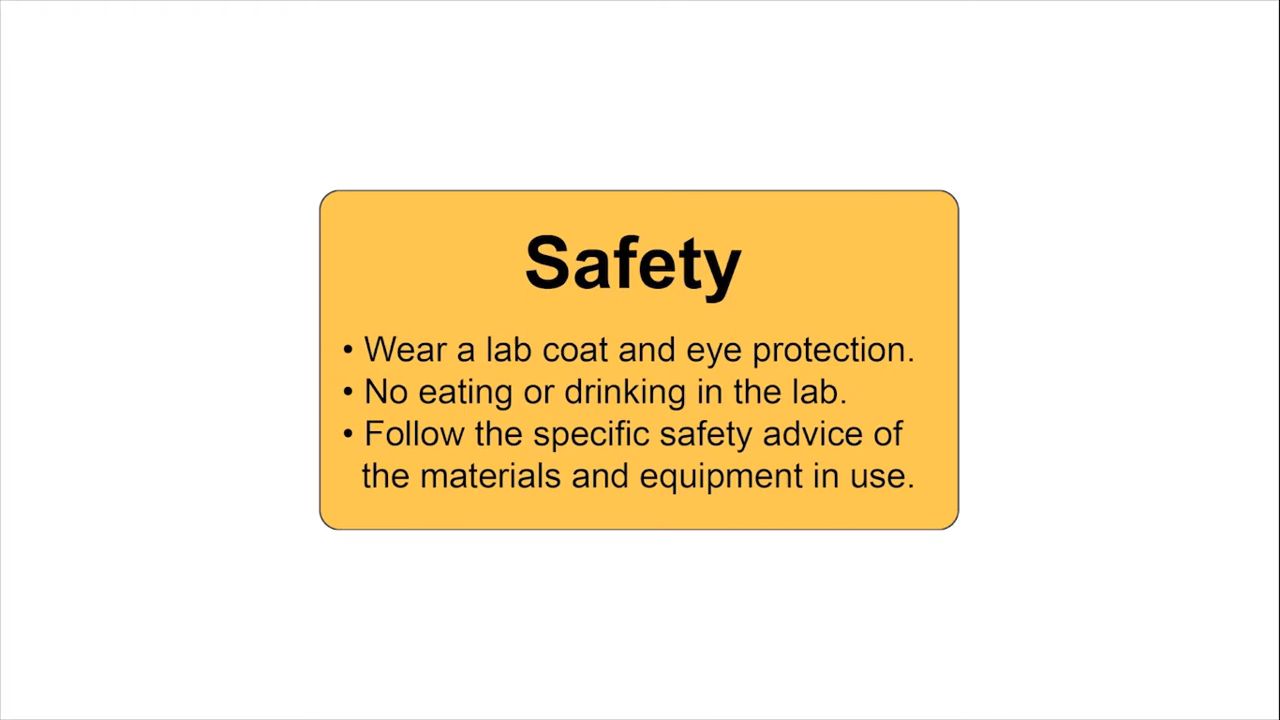 Safety
• Wear a lab coat and eye protection.
• No eating or drinking in the lab.
• Follow the specific safety advice of
the materials and equipment in use.